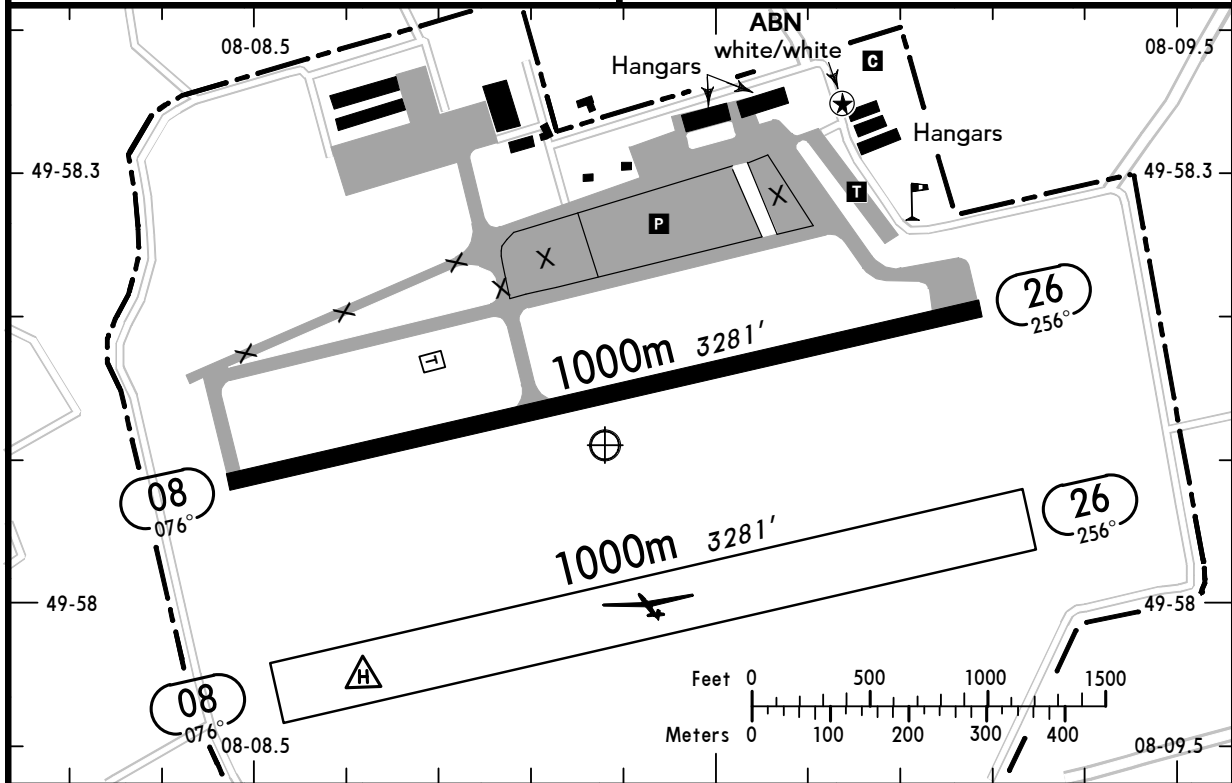 ABN
white/white
08-08.5
08-09.5
Hangars
C
Hangars
49-58.3
49-58.3
T
P
X
X
X
X
X
X
26
256°
1000m 3281'
T
08
076°
26
256°
1000m 3281'
49-58
49-58
H
08
076°
Feet 0 500 1000 1500
Meters 0 100 200 300 400
08-08.5
08-09.5